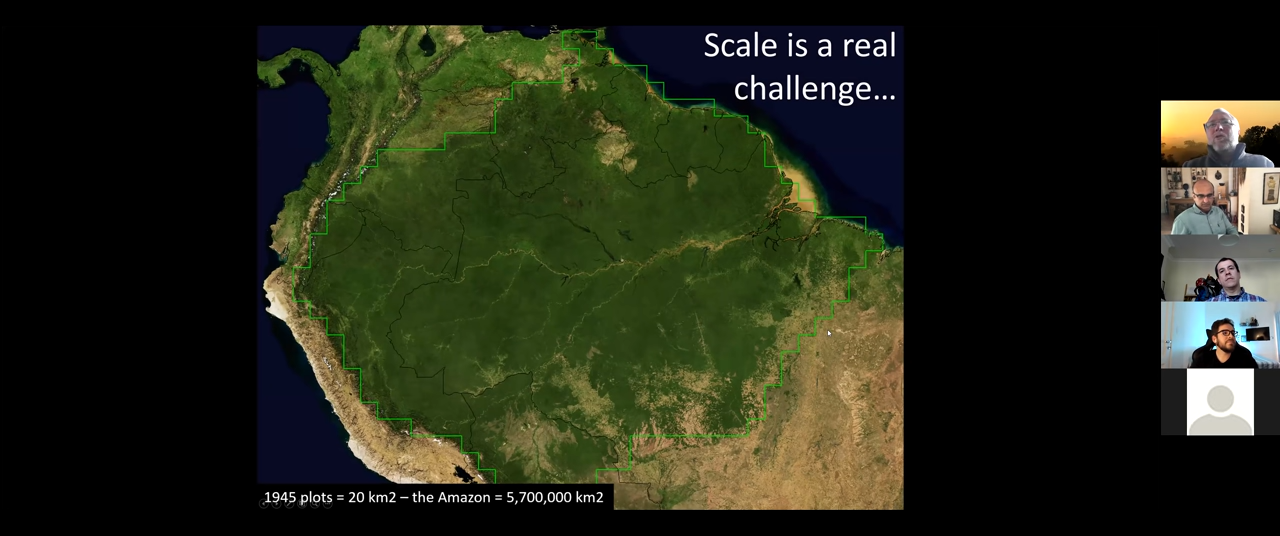 Scale is a real
challenge...
1945 plots = 20 km2 – the Amazon = 5,700,000 km2